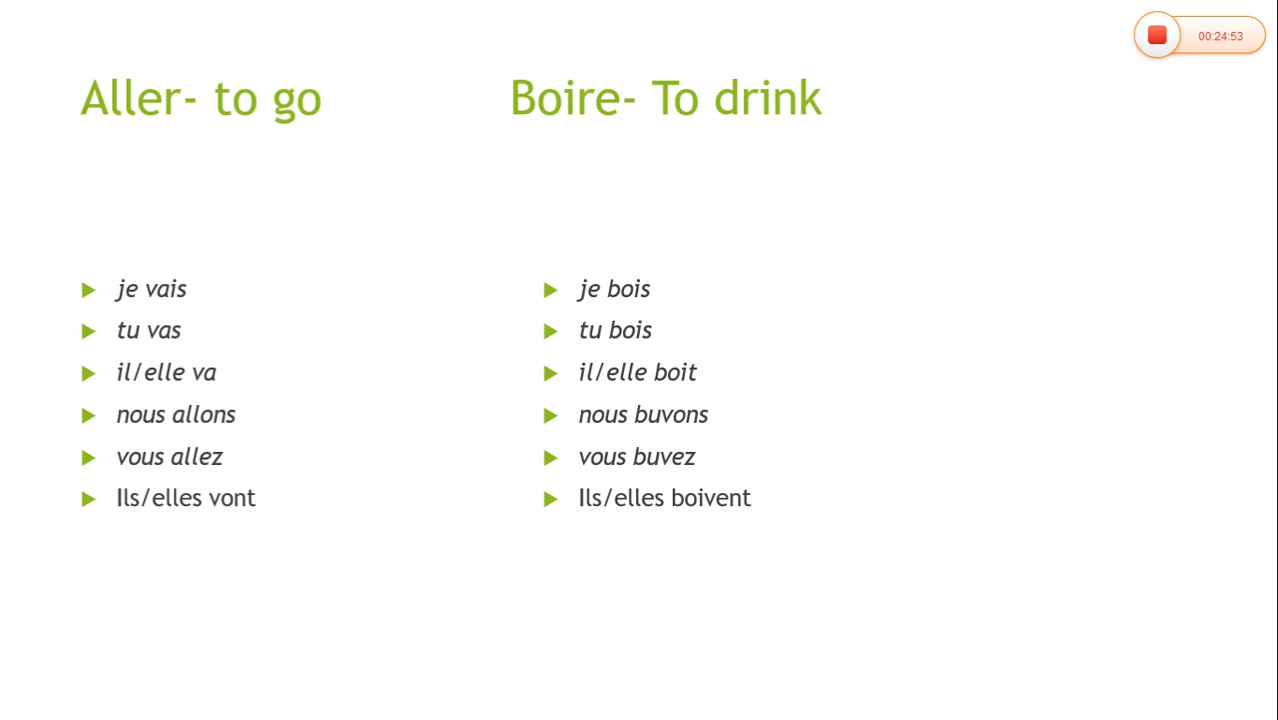 00:24:53
Aller- to go
Boire- To drink
je vais
tu vas
il/elle va
nous allons
vous allez
Ils/elles vont
je bois
tu bois
il/elle boit
nous buvons
vous buvez
Ils/elles boivent